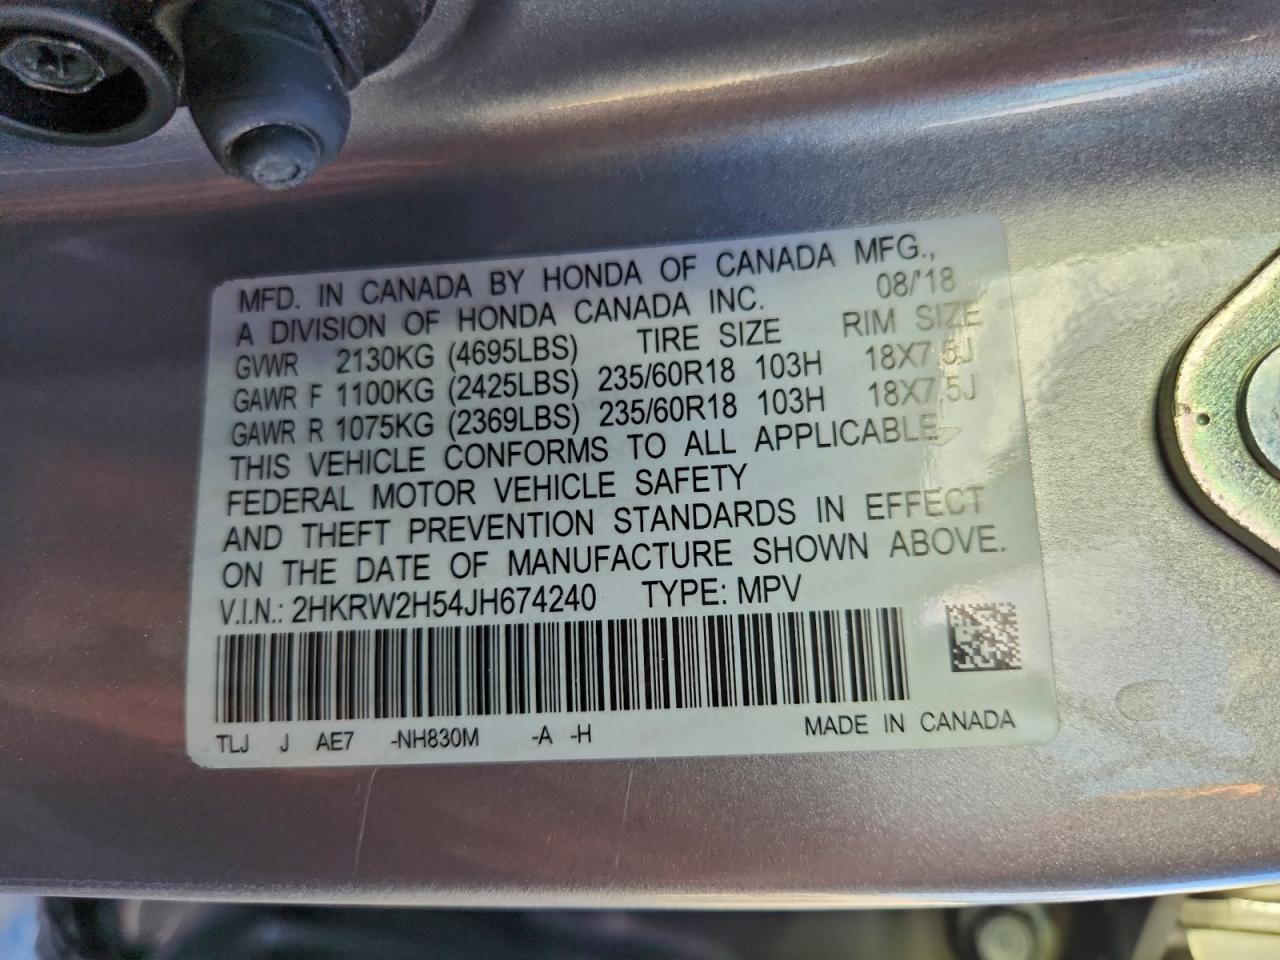 MFD. IN CANADA BY HONDA OF CANADA MFG.,
A DIVISION OF HONDA CANADA INC. 08/'18
GVWR 2130KG (4695LBS) TIRE SIZE RIM SIZE
GAWR F 1100KG (2425LBS) 235/60R18 103H 18X7.5J
GAWR R 1075KG (2369LBS) 235/60R18 103H 18X7.5J
THIS VEHICLE CONFORMS TO ALL APPLICABLE
FEDERAL MOTOR VEHICLE SAFETY
AND THEFT PREVENTION STANDARDS IN EFFECT
ON THE DATE OF MANUFACTURE SHOWN ABOVE.
V.I.N.: 2HKRW2H54JH674240 TYPE: MPV
TLJ J AE7 -NH830M -A -H MADE IN CANADA